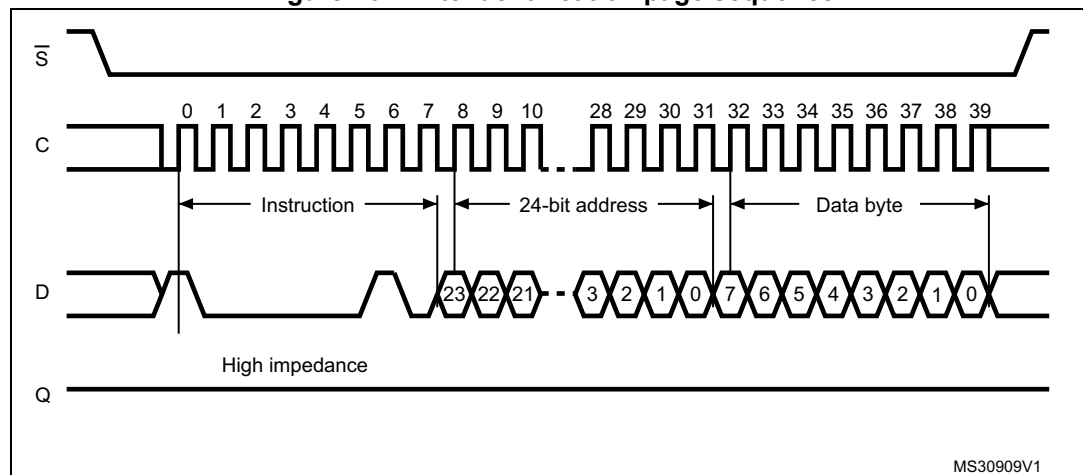 S
0 1 2 3 4 5 6 7 8 9 10 28 29 30 31 32 33 34 35 36 37 38 39
C
Instruction 24-bit address Data byte
D
23 22 21 3 2 1 0 7 6 5 4 3 2 1 0
High impedance
Q
MS30909V1